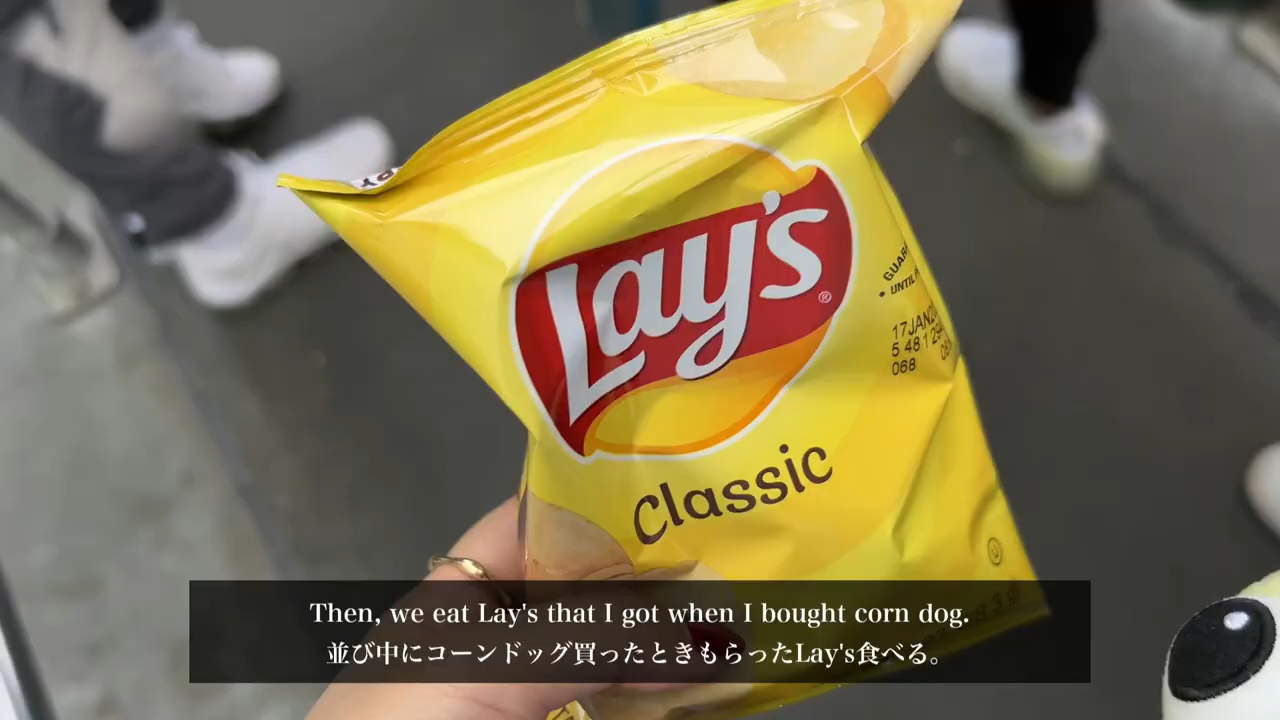 Lay's
®
Classic
GUAR
• UNTIL
17JAN2
5 48 1 29
068
Then, we eat Lay's that I got when I bought corn dog.
並び中にコーンドッグ買ったときもらったLay's食べる。